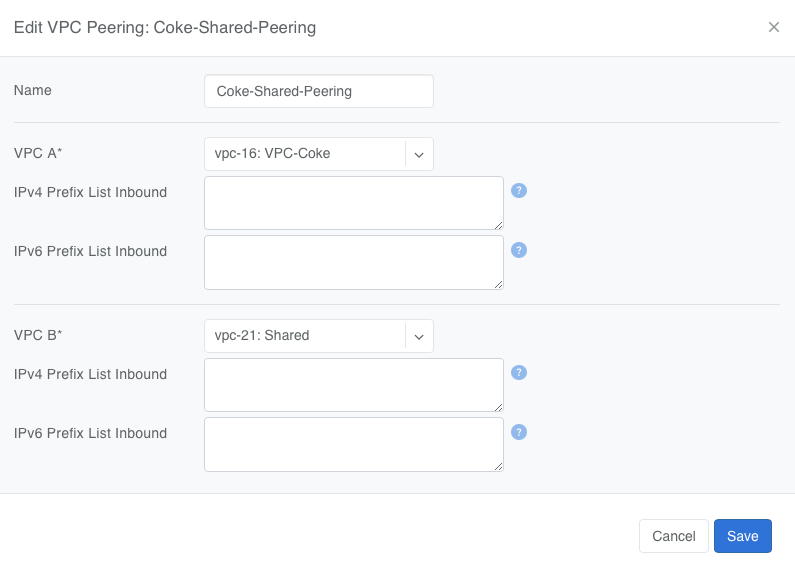 Edit VPC Peering: Coke-Shared-Peering ×
Name Coke-Shared-Peering
VPC A* vpc-16: VPC-Coke
IPv4 Prefix List Inbound ?
IPv6 Prefix List Inbound ?
VPC B* vpc-21: Shared
IPv4 Prefix List Inbound ?
IPv6 Prefix List Inbound ?
Cancel Save